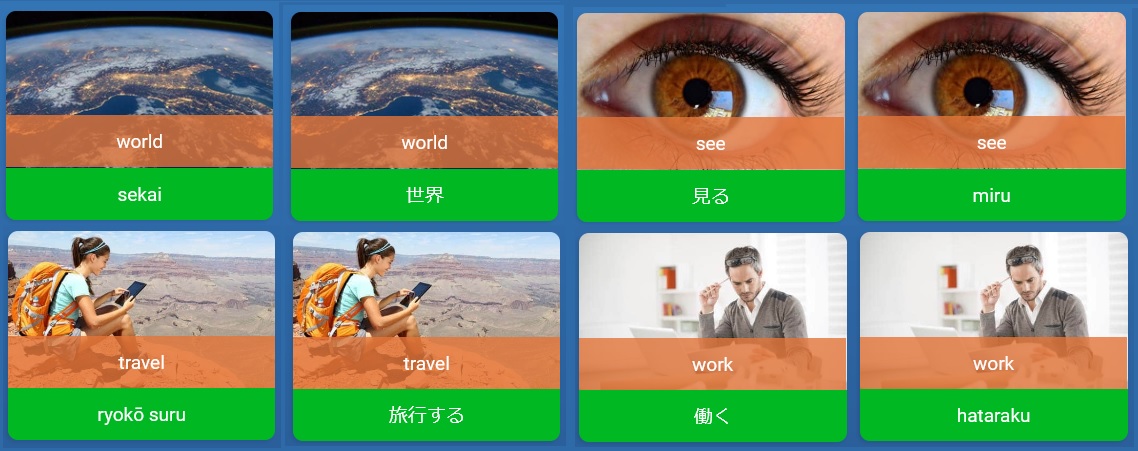 world
sekai
world
世界
see
見る
see
miru
travel
ryokō suru
travel
旅行する
work
働く
work
hataraku